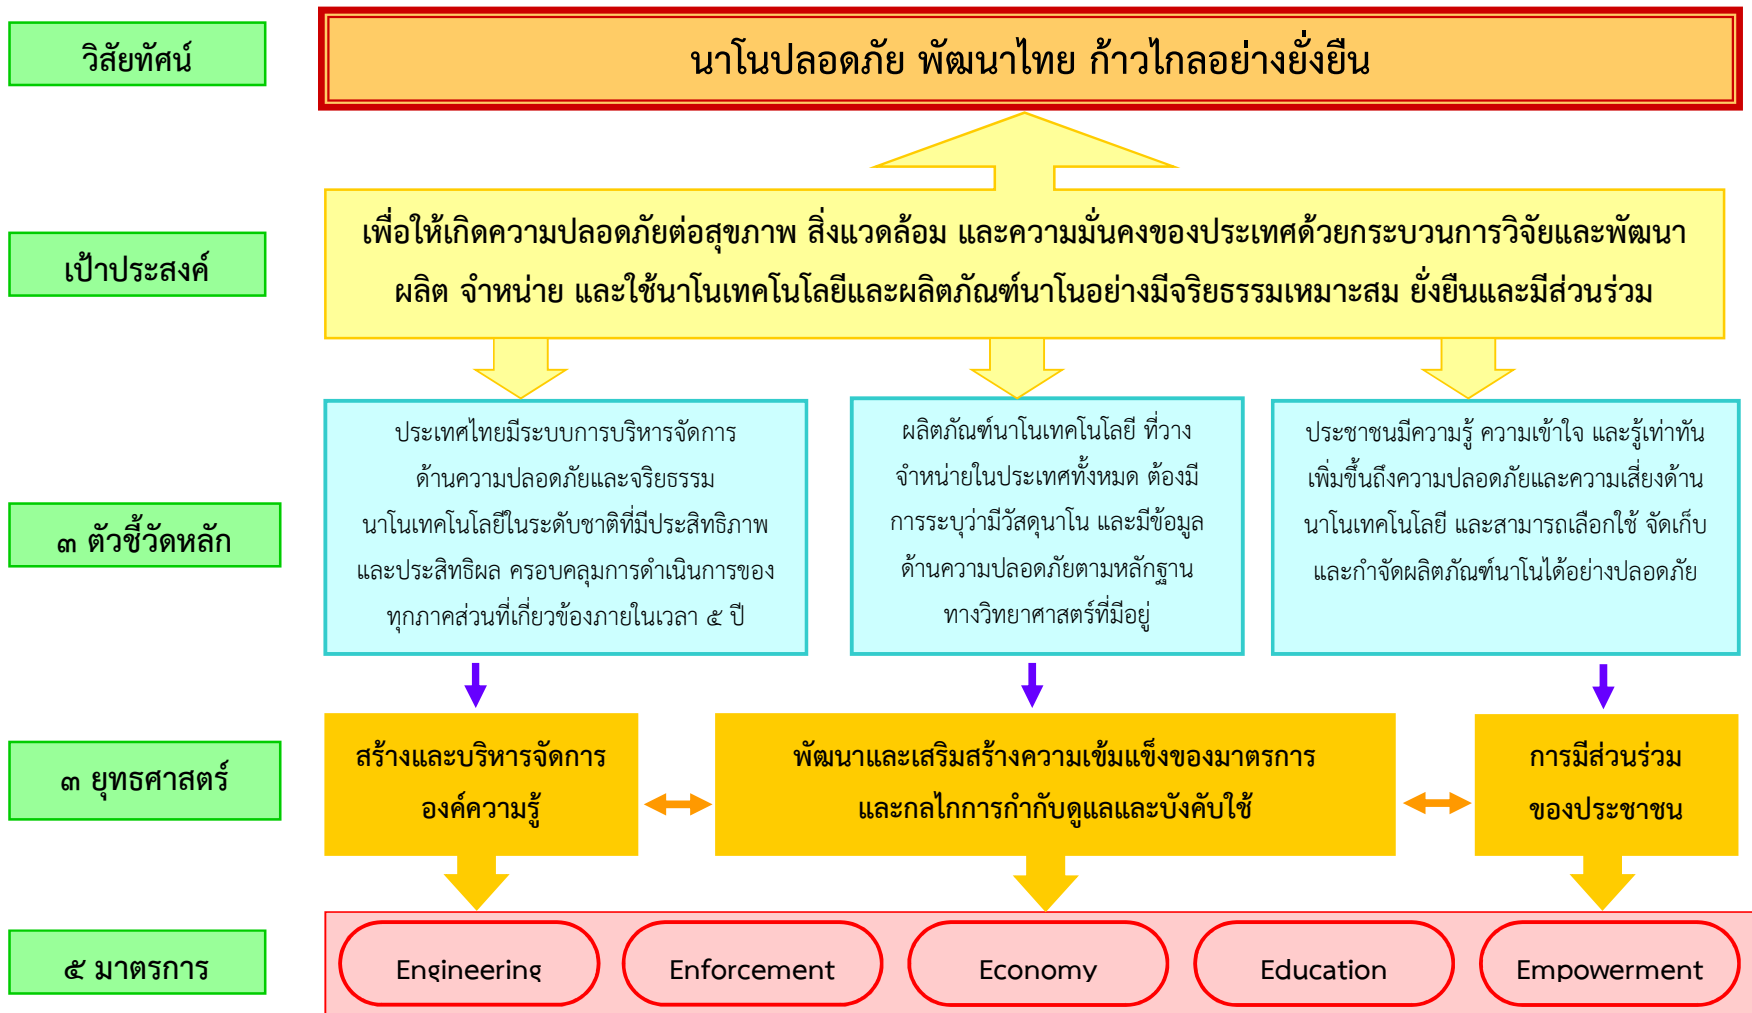 วิสัยทัศน์
นาโนปลอดภัย พัฒนาไทย ก้าวไกลอย่างยั่งยืน
เป้าประสงค์
เพื่อให้เกิดความปลอดภัยต่อสุขภาพ สิ่งแวดล้อม และความมั่นคงของประเทศด้วยกระบวนการวิจัยและพัฒนา
ผลิต จำหน่าย และใช้นาโนเทคโนโลยีและผลิตภัณฑ์นาโนอย่างมีจริยธรรมเหมาะสม ยั่งยืนและมีส่วนร่วม
๓ ตัวชี้วัดหลัก
ประเทศไทยมีระบบการบริหารจัดการ
ด้านความปลอดภัยและจริยธรรม
นาโนเทคโนโลยีในระดับชาติที่มีประสิทธิภาพ
และประสิทธิผล ครอบคลุมการดำเนินการของ
ทุกภาคส่วนที่เกี่ยวข้องภายในเวลา ๕ ปี
ผลิตภัณฑ์นาโนเทคโนโลยี ที่วาง
จำหน่ายในประเทศทั้งหมด ต้องมี
การระบุว่ามีวัสดุนาโน และมีข้อมูล
ด้านความปลอดภัยตามหลักฐาน
ทางวิทยาศาสตร์ที่มีอยู่
ประชาชนมีความรู้ ความเข้าใจ และรู้เท่าทัน
เพิ่มขึ้นถึงความปลอดภัยและความเสี่ยงด้าน
นาโนเทคโนโลยี และสามารถเลือกใช้ จัดเก็บ
และกำจัดผลิตภัณฑ์นาโนได้อย่างปลอดภัย
๓ ยุทธศาสตร์
สร้างและบริหารจัดการ
องค์ความรู้
พัฒนาและเสริมสร้างความเข้มแข็งของมาตรการ
และกลไกการกำกับดูแลและบังคับใช้
การมีส่วนร่วม
ของประชาชน
๕ มาตรการ
Engineering
Enforcement
Economy
Education
Empowerment